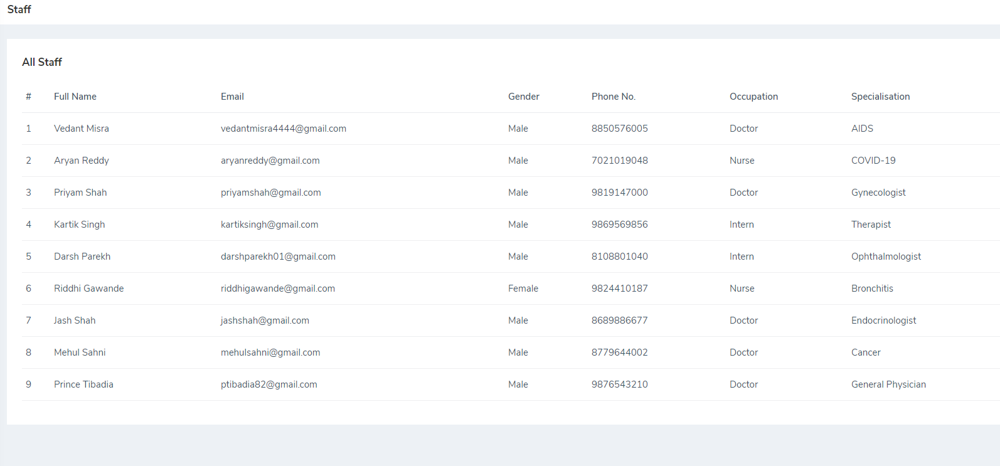 Staff
All Staff
# Full Name Email Gender Phone No. Occupation Specialisation
1 Vedant Misra vedantmisra4444@gmail.com Male 8850576005 Doctor AIDS
2 Aryan Reddy aryanreddy@gmail.com Male 7021019048 Nurse COVID-19
3 Priyam Shah priyamshah@gmail.com Male 9819147000 Doctor Gynecologist
4 Kartik Singh kartiksingh@gmail.com Male 9869569856 Intern Therapist
5 Darsh Parekh darshparekh01@gmail.com Male 8108801040 Intern Ophthalmologist
6 Riddhi Gawande riddhigawande@gmail.com Female 9824410187 Nurse Bronchitis
7 Jash Shah jashshah@gmail.com Male 8689886677 Doctor Endocrinologist
8 Mehul Sahni mehulsahni@gmail.com Male 8779644002 Doctor Cancer
9 Prince Tibadia ptibadia82@gmail.com Male 9876543210 Doctor General Physician